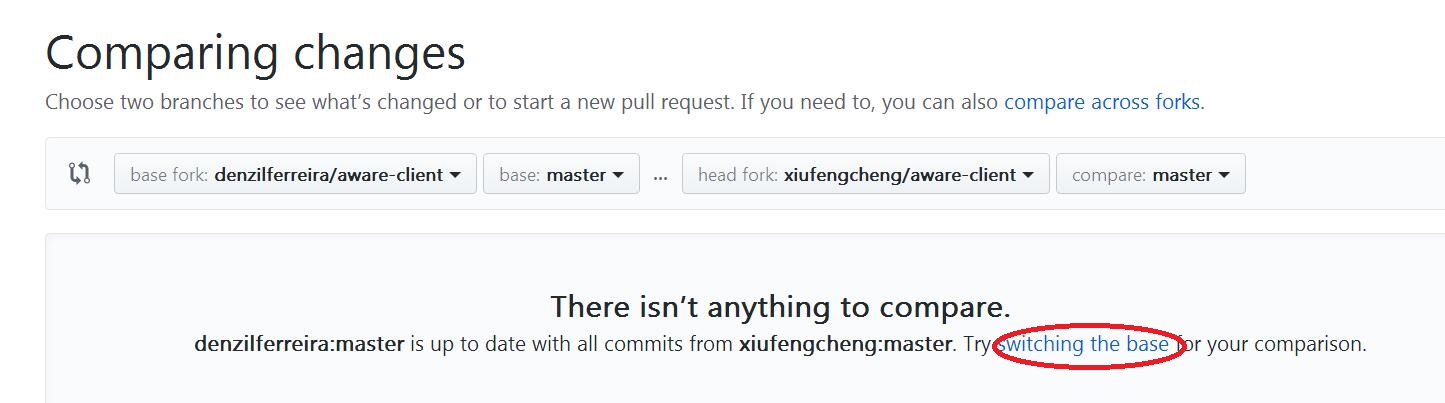 Comparing changes
Choose two branches to see what’s changed or to start a new pull request. If you need to, you can also compare across forks.
base fork: denzilferreira/aware-client base: master ... head fork: xiufengcheng/aware-client compare: master
There isn’t anything to compare.
denzilferreira:master is up to date with all commits from xiufengcheng:master. Try switching the base for your comparison.